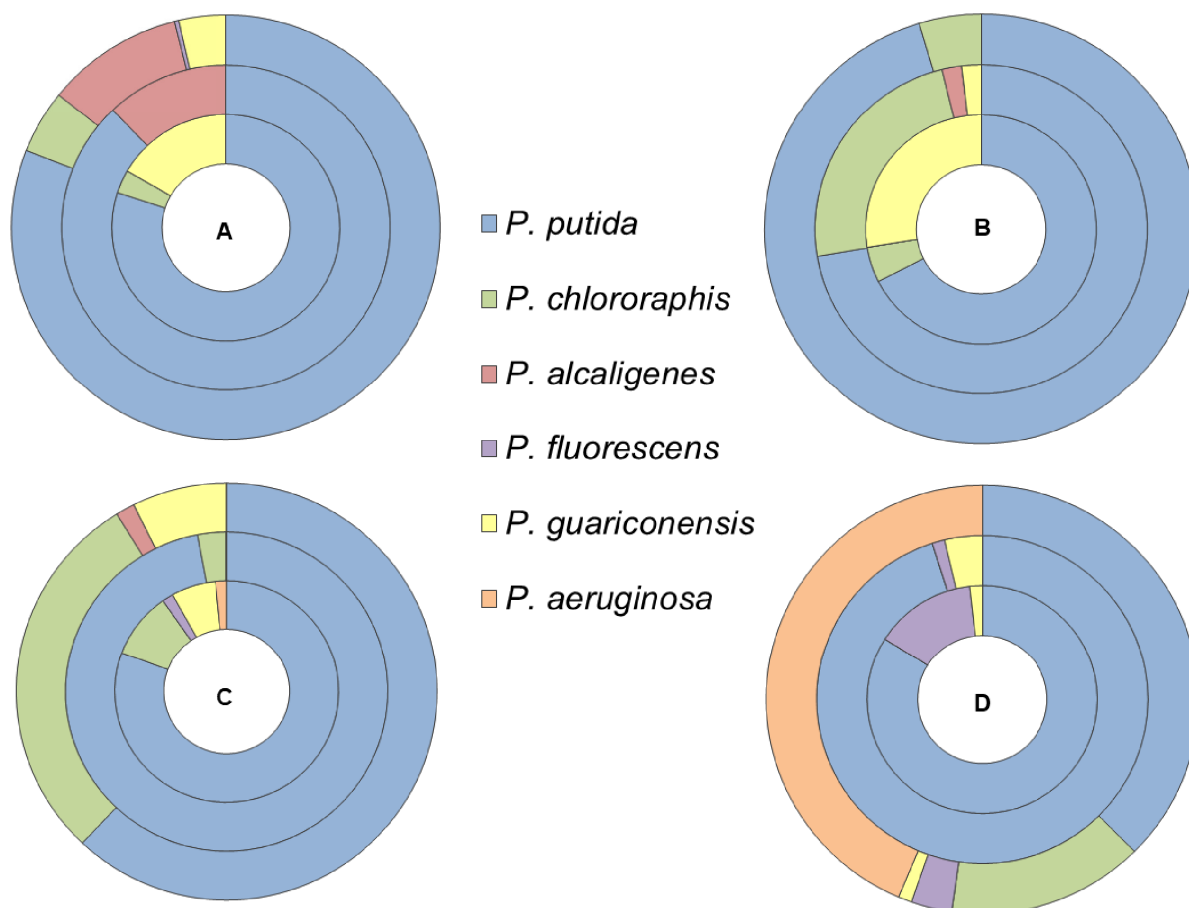 A
B
P. putida
P. chlororaphis
P. alcaligenes
P. fluorescens
P. guariconensis
P. aeruginosa
C
D